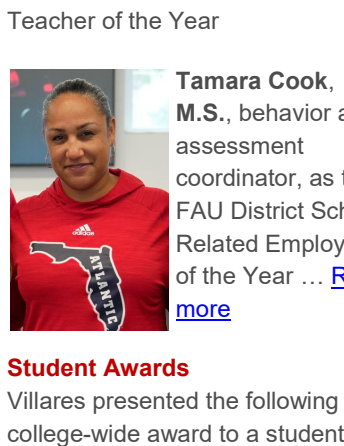 Teacher of the Year
Tamara Cook,
M.S., behavior a
assessment
coordinator, as t
FAU District Sch
Related Employ
of the Year … R
more
adidas
ATLANTIC
Student Awards
Villares presented the following
college-wide award to a student